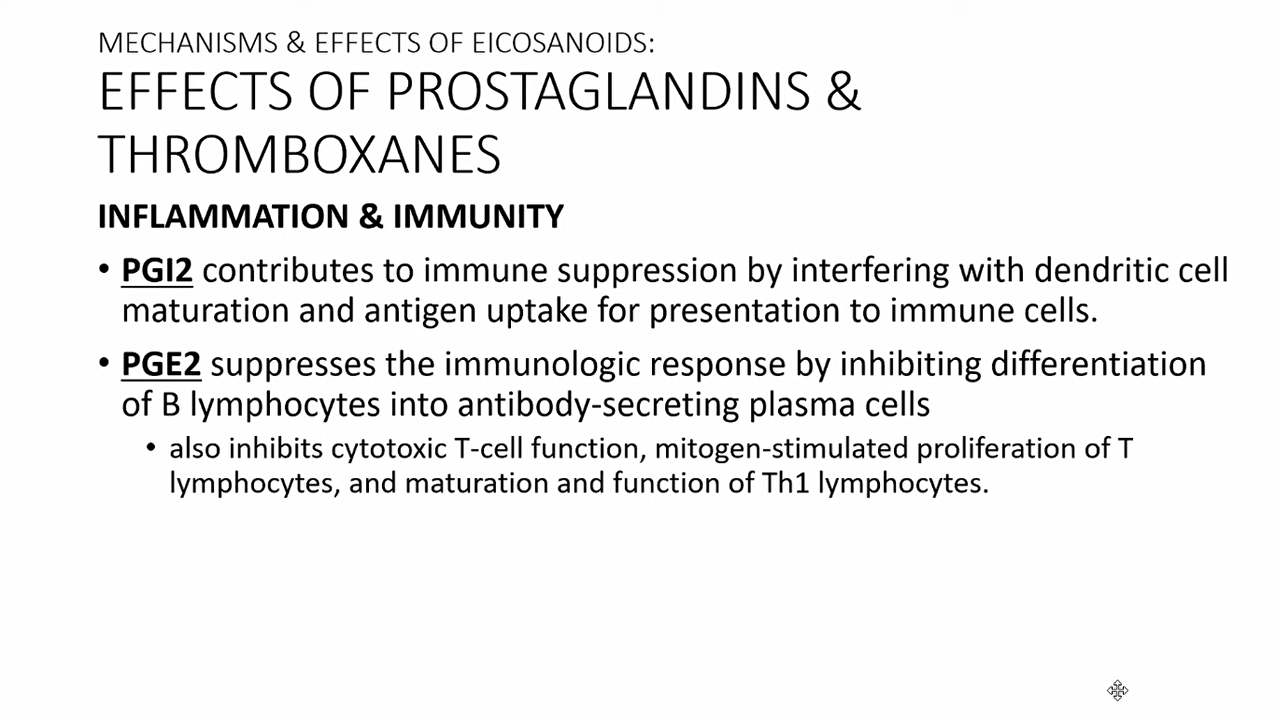 MECHANISMS & EFFECTS OF EICOSANOIDS:
EFFECTS OF PROSTAGLANDINS &
THROMBOXANES
INFLAMMATION & IMMUNITY
• PGI2 contributes to immune suppression by interfering with dendritic cell
maturation and antigen uptake for presentation to immune cells.
• PGE2 suppresses the immunologic response by inhibiting differentiation
of B lymphocytes into antibody-secreting plasma cells
• also inhibits cytotoxic T-cell function, mitogen-stimulated proliferation of T
lymphocytes, and maturation and function of Th1 lymphocytes.